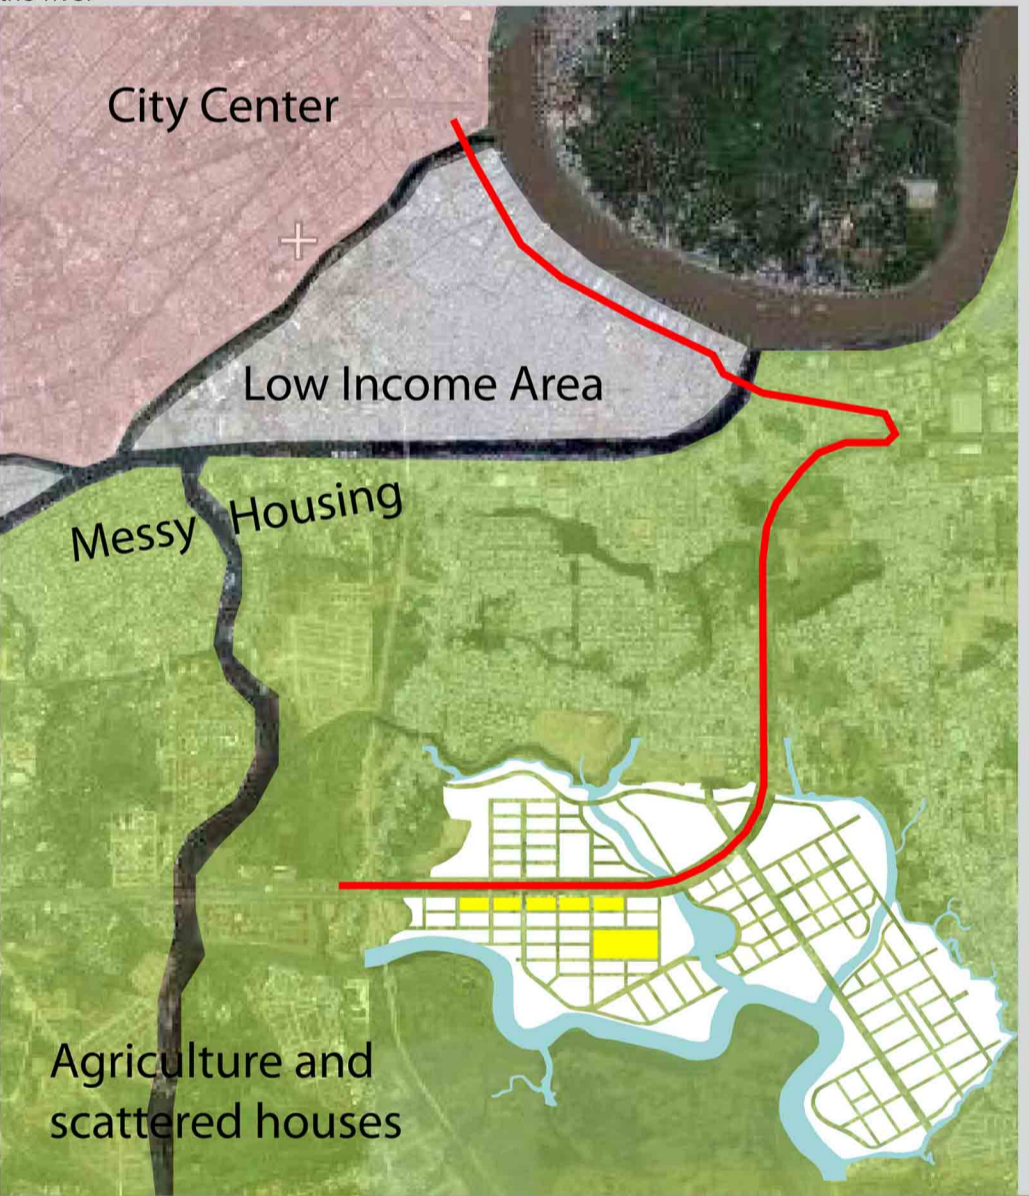 City Center
Low Income Area
Messy Housing
Agriculture and
scattered houses